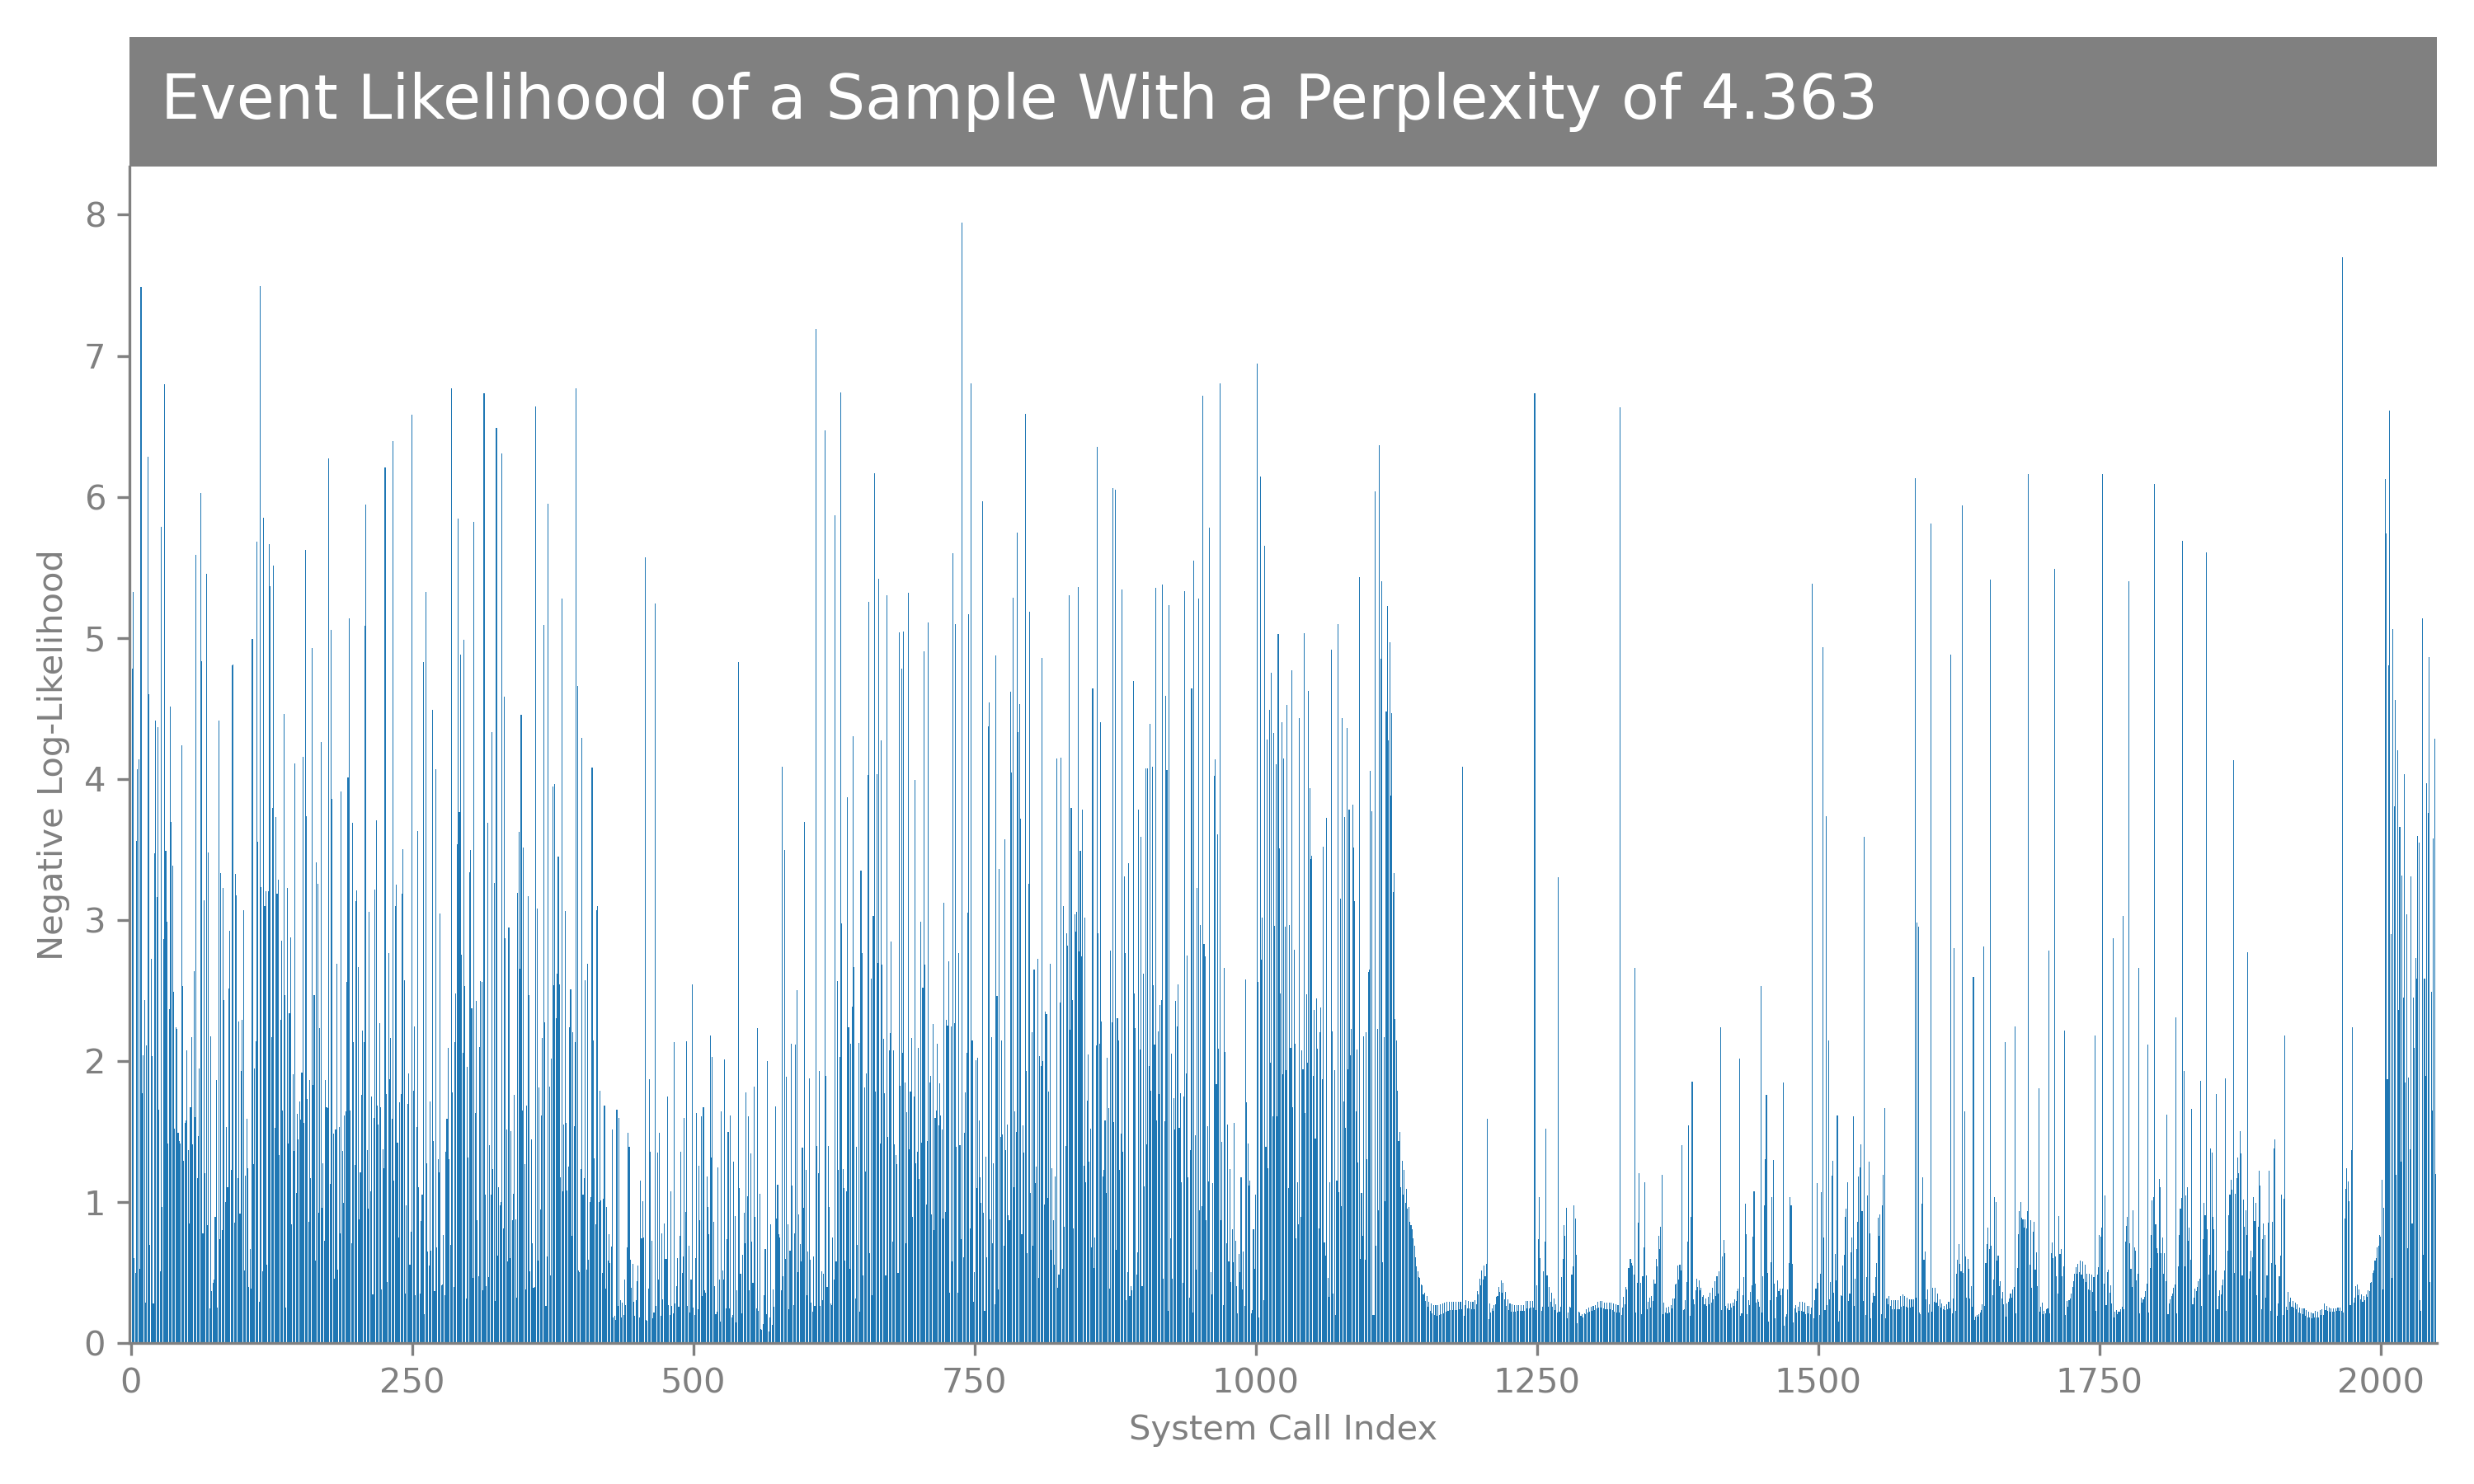 Event Likelihood of a Sample With a Perplexity of 4.363
8
7
6
5
4
3
2
1
0
Negative Log-Likelihood
0 250 500 750 1000 1250 1500 1750 2000
System Call Index